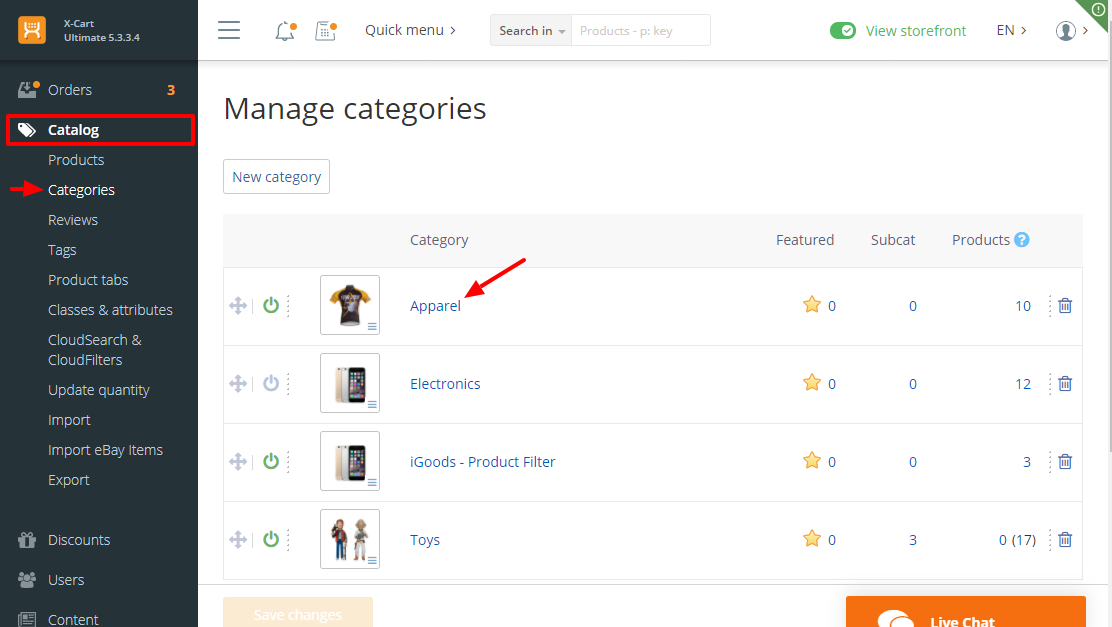 X-Cart
Ultimate 5.3.3.4
Quick menu
Search in
Products - p: key
View storefront
EN
Orders 3
Catalog
Products
Categories
Reviews
Tags
Product tabs
Classes & attributes
CloudSearch &
CloudFilters
Update quantity
Import
Import eBay Items
Export
Discounts
Users
Content
Manage categories
New category
Category Featured Subcat Products ?
Apparel 0 0 10
Electronics 0 0 12
iGoods - Product Filter 0 0 3
Toys 0 3 0 (17)
Save changes
Live Chat